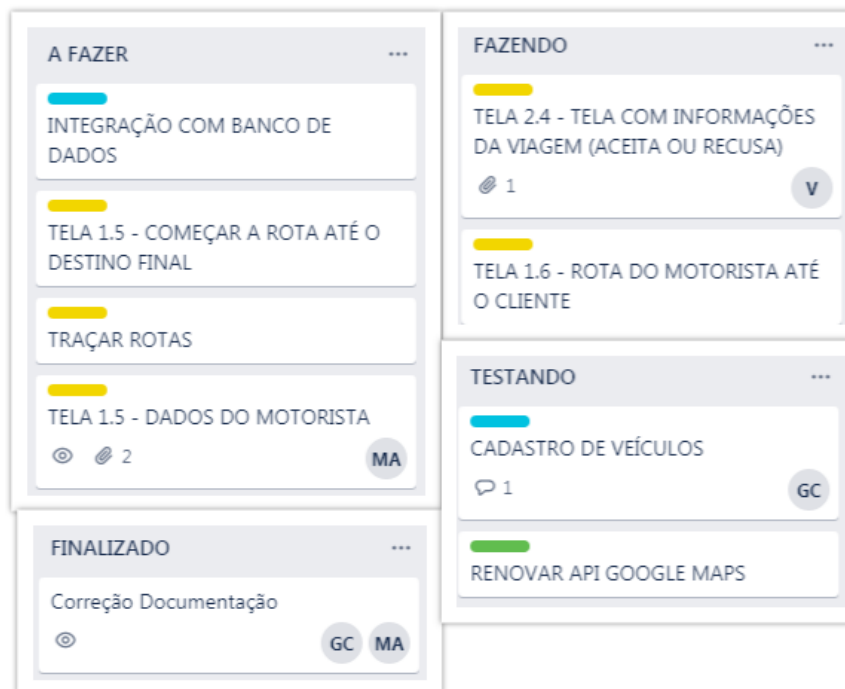 A FAZER
INTEGRAÇÃO COM BANCO DE
DADOS
TELA 1.5 - COMEÇAR A ROTA ATÉ O
DESTINO FINAL
TRAÇAR ROTAS
TELA 1.5 - DADOS DO MOTORISTA
2
MA
FAZENDO
TELA 2.4 - TELA COM INFORMAÇÕES
DA VIAGEM (ACEITA OU RECUSA)
1
V
TELA 1.6 - ROTA DO MOTORISTA ATÉ
O CLIENTE
TESTANDO
CADASTRO DE VEÍCULOS
1
GC
RENOVAR API GOOGLE MAPS
FINALIZADO
Correção Documentação
GC MA